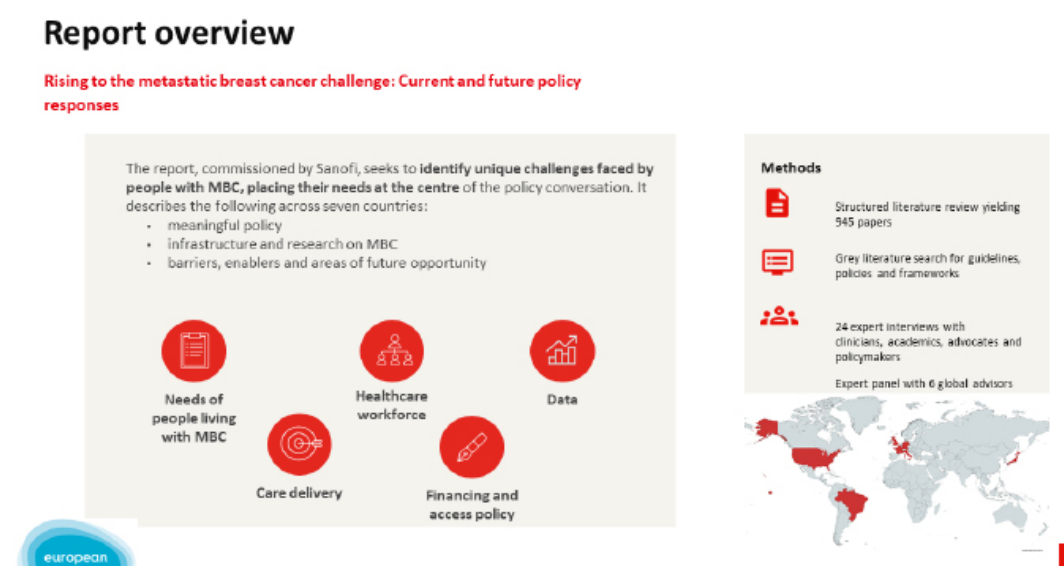 Report overview
Rising to the metastatic breast cancer challenge: Current and future policy
responses
The report, commissioned by Sanofi, seeks to identify unique challenges faced by
people with MBC, placing their needs at the centre of the policy conversation. It
describes the following across seven countries:
• meaningful policy
• infrastructure and research on MBC
• barriers, enablers and areas of future opportunity
Needs of
people living
with MBC
Healthcare
workforce
Data
Care delivery
Financing and
access policy
Methods
Structured literature review yielding
945 papers
Grey literature search for guidelines,
policies and frameworks
24 expert interviews with
clinicians, academics, advocates and
policymakers
Expert panel with 6 global advisors
european